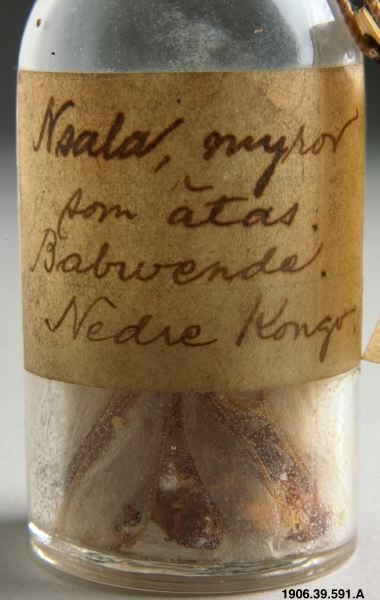 Nsala, myror
som ätas.
Babwende.
Nedre Kongo.
1906.39.591.A